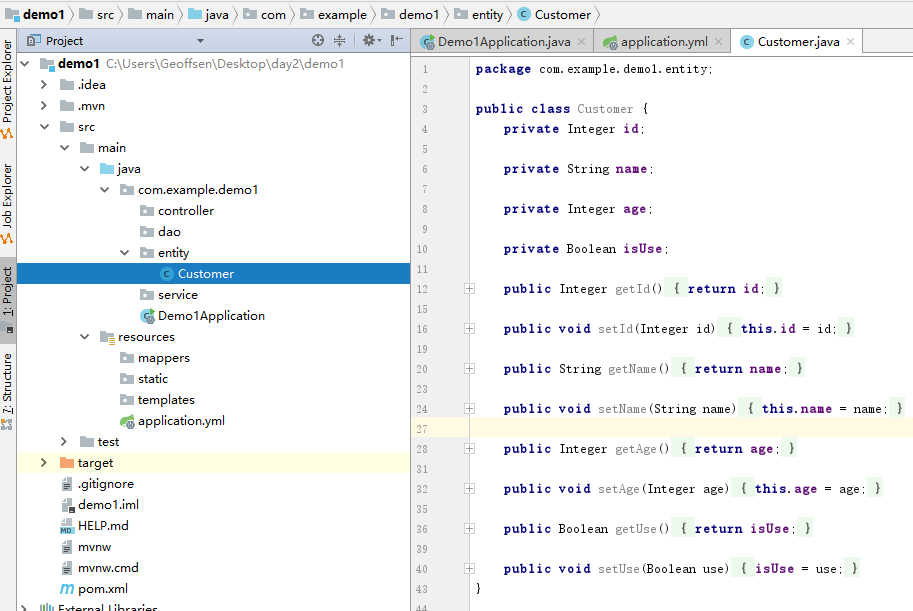 demo1 src main java com example demo1 entity Customer
Project
Demo1Application.java application.yml Customer.java
Project Explorer
Job Explorer
1: Project
7: Structure
demo1 C:\Users\Geoffsen\Desktop\day2\demo1
.idea
.mvn
src
main
java
com.example.demo1
controller
dao
entity
Customer
service
Demo1Application
resources
mappers
static
templates
application.yml
test
target
.gitignore
demo1.iml
HELP.md
mvnw
mvnw.cmd
pom.xml
External Libraries
1 package com.example.demo1.entity;
2
3 public class Customer {
4 private Integer id;
5
6 private String name;
7
8 private Integer age;
9
10 private Boolean isUse;
11
12 public Integer getId() { return id; }
15
16 public void setId(Integer id) { this.id = id; }
19
20 public String getName() { return name; }
23
24 public void setName(String name) { this.name = name; }
27
28 public Integer getAge() { return age; }
31
32 public void setAge(Integer age) { this.age = age; }
35
36 public Boolean getUse() { return isUse; }
39
40 public void setUse(Boolean use) { isUse = use; }
43 }
44